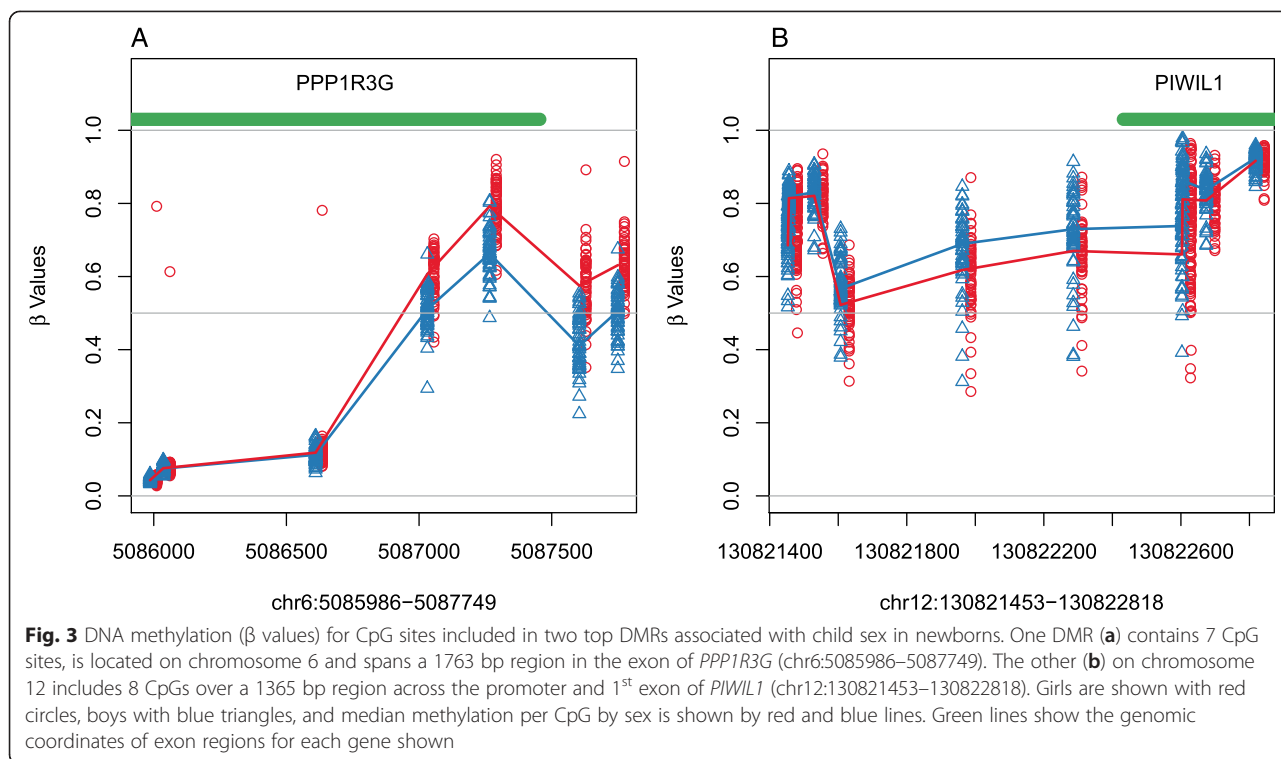 A
B
PPP1R3G
PIWIL1
β Values
0.0 0.2 0.4 0.6 0.8 1.0
5086000 5086500 5087000 5087500
chr6:5085986−5087749
β Values
0.0 0.2 0.4 0.6 0.8 1.0
130821400 130821800 130822200 130822600
chr12:130821453−130822818
Fig. 3 DNA methylation (β values) for CpG sites included in two top DMRs associated with child sex in newborns. One DMR (a) contains 7 CpG
sites, is located on chromosome 6 and spans a 1763 bp region in the exon of PPP1R3G (chr6:5085986–5087749). The other (b) on chromosome
12 includes 8 CpGs over a 1365 bp region across the promoter and 1st exon of PIWIL1 (chr12:130821453–130822818). Girls are shown with red
circles, boys with blue triangles, and median methylation per CpG by sex is shown by red and blue lines. Green lines show the genomic
coordinates of exon regions for each gene shown